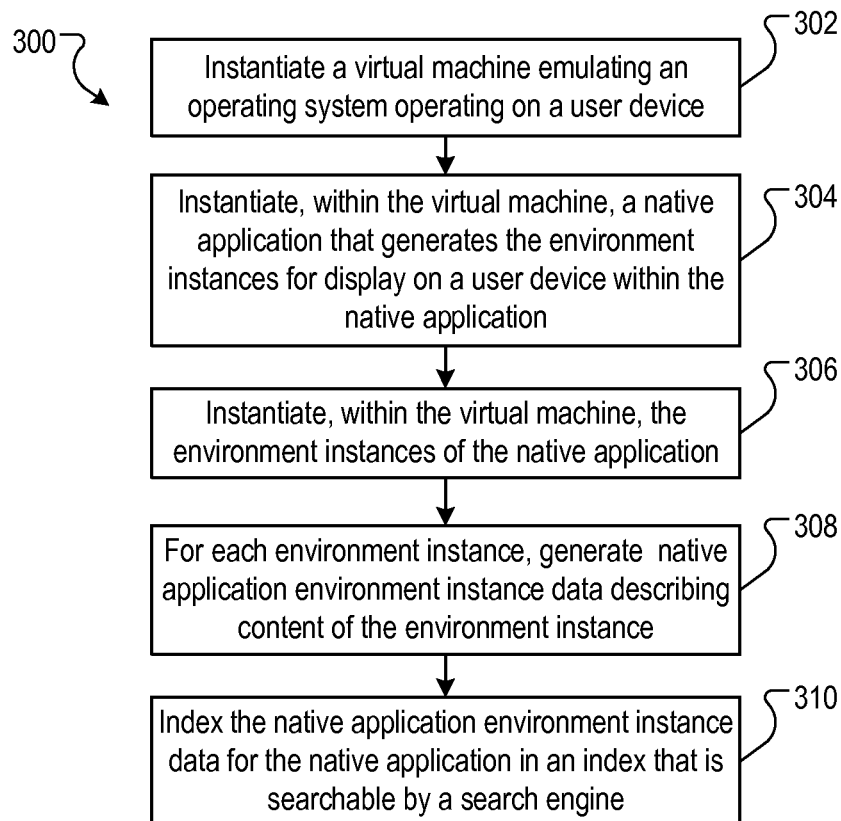 300
302
Instantiate a virtual machine emulating an
operating system operating on a user device
304
Instantiate, within the virtual machine, a native
application that generates the environment
instances for display on a user device within the
native application
306
Instantiate, within the virtual machine, the
environment instances of the native application
308
For each environment instance, generate native
application environment instance data describing
content of the environment instance
310
Index the native application environment instance
data for the native application in an index that is
searchable by a search engine